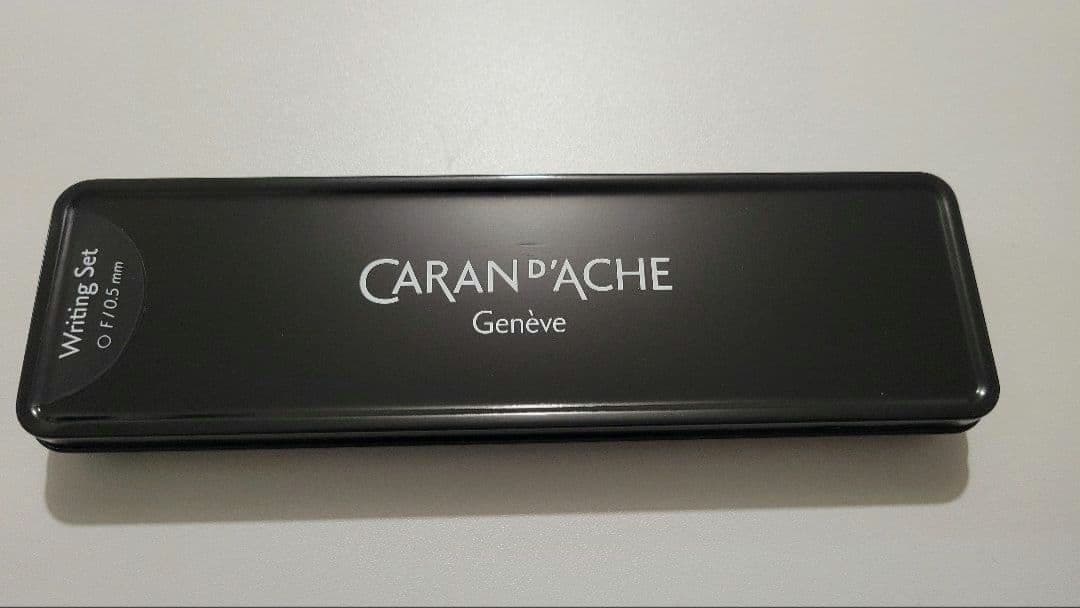 Writing Set
O F/0.5 mm
CARAN D'ACHE
Genève